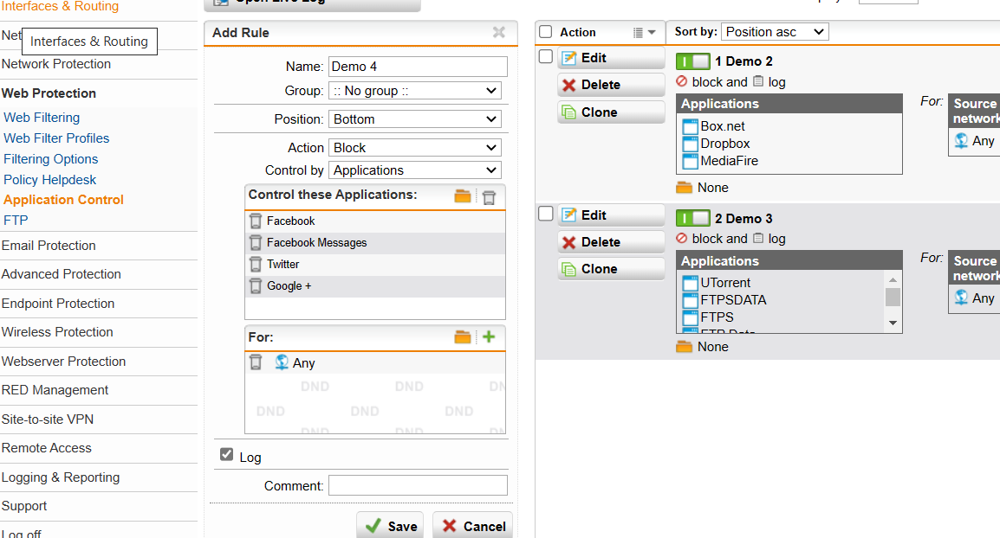 Interfaces & Routing
Net
Interfaces & Routing
Network Protection
Web Protection
Web Filtering
Web Filter Profiles
Filtering Options
Policy Helpdesk
Application Control
FTP
Email Protection
Advanced Protection
Endpoint Protection
Wireless Protection
Webserver Protection
RED Management
Site-to-site VPN
Remote Access
Logging & Reporting
Support
Log off
Open Live Log
Add Rule
Name: Demo 4
Group: :: No group ::
Position: Bottom
Action Block
Control by Applications
Control these Applications:
Facebook
Facebook Messages
Twitter
Google +
For:
Any
DND DND DN
DND DND DND
DND DND DN
Log
Comment:
Save Cancel
Action Sort by: Position asc
Edit
Delete
Clone
1 Demo 2
block and log
Applications
Box.net
Dropbox
MediaFire
None
For: Source
network
Any
Edit
Delete
Clone
2 Demo 3
block and log
Applications
UTorrent
FTPSDATA
FTPS
FTP Data
None
For: Source
network
Any